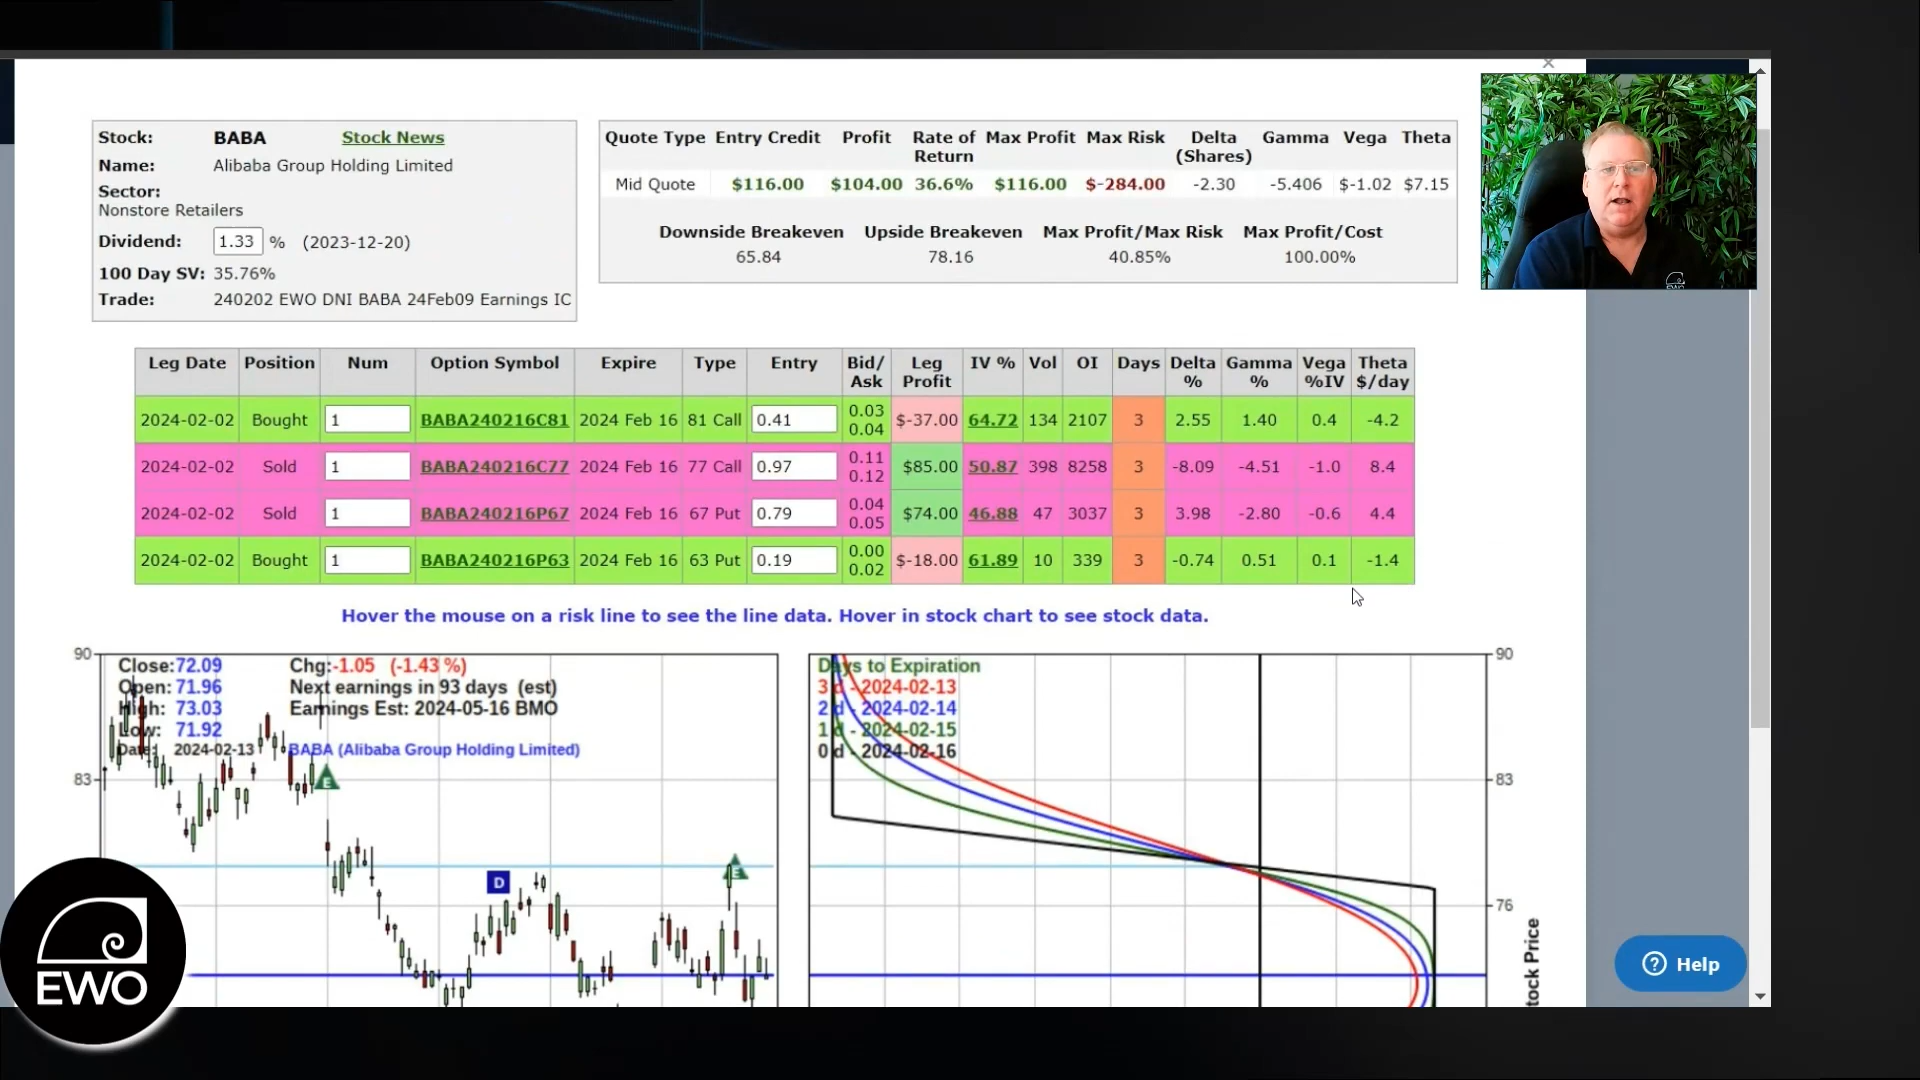 Stock: BABA Stock News
Name: Alibaba Group Holding Limited
Sector:
Nonstore Retailers
Dividend: 1.33 % (2023-12-20)
100 Day SV: 35.76%
Trade: 240202 EWO DNI BABA 24Feb09 Earnings IC
Quote Type Entry Credit Profit Rate of Return Max Profit Max Risk Delta (Shares) Gamma Vega Theta
Mid Quote $116.00 $104.00 36.6% $116.00 $-284.00 -2.30 -5.406 $-1.02 $7.15
Downside Breakeven Upside Breakeven Max Profit/Max Risk Max Profit/Cost
65.84 78.16 40.85% 100.00%
EWO
Leg Date Position Num Option Symbol Expire Type Entry Bid/Ask Leg Profit IV % Vol OI Days Delta % Gamma % Vega %IV Theta $/day
2024-02-02 Bought 1 BABA240216C81 2024 Feb 16 81 Call 0.41 0.03 0.04 $-37.00 64.72 134 2107 3 2.55 1.40 0.4 -4.2
2024-02-02 Sold 1 BABA240216C77 2024 Feb 16 77 Call 0.97 0.11 0.12 $85.00 50.87 398 8258 3 -8.09 -4.51 -1.0 8.4
2024-02-02 Sold 1 BABA240216P67 2024 Feb 16 67 Put 0.79 0.04 0.05 $74.00 46.88 47 3037 3 3.98 -2.80 -0.6 4.4
2024-02-02 Bought 1 BABA240216P63 2024 Feb 16 63 Put 0.19 0.00 0.02 $-18.00 61.89 10 339 3 -0.74 0.51 0.1 -1.4
Hover the mouse on a risk line to see the line data. Hover in stock chart to see stock data.
90
Close:72.09 Chg:-1.05 (-1.43 %)
Open: 71.96 Next earnings in 93 days (est)
High: 73.03 Earnings Est: 2024-05-16 BMO
Low: 71.92
Date: 2024-02-13 BABA (Alibaba Group Holding Limited)
83
E
D
E
Days to Expiration
3 d - 2024-02-13
2 d - 2024-02-14
1 d - 2024-02-15
0 d - 2024-02-16
90
83
76
tock Price
EWO
Help